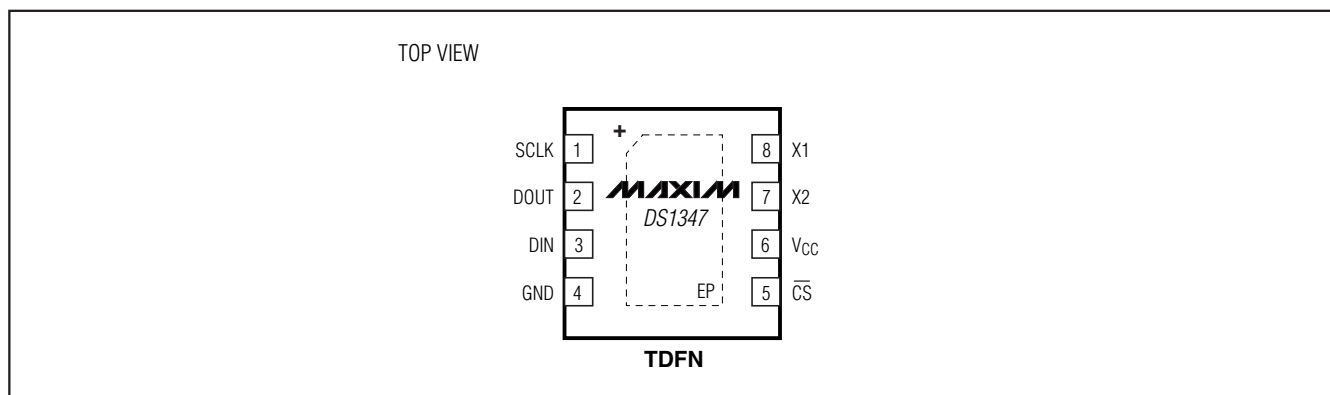 TOP VIEW
+
SCLK 1 8 X1
DOUT 2 MAXIM 7 X2
DS1347
DIN 3 6 VCC
GND 4 EP 5 C̅S̅
TDFN